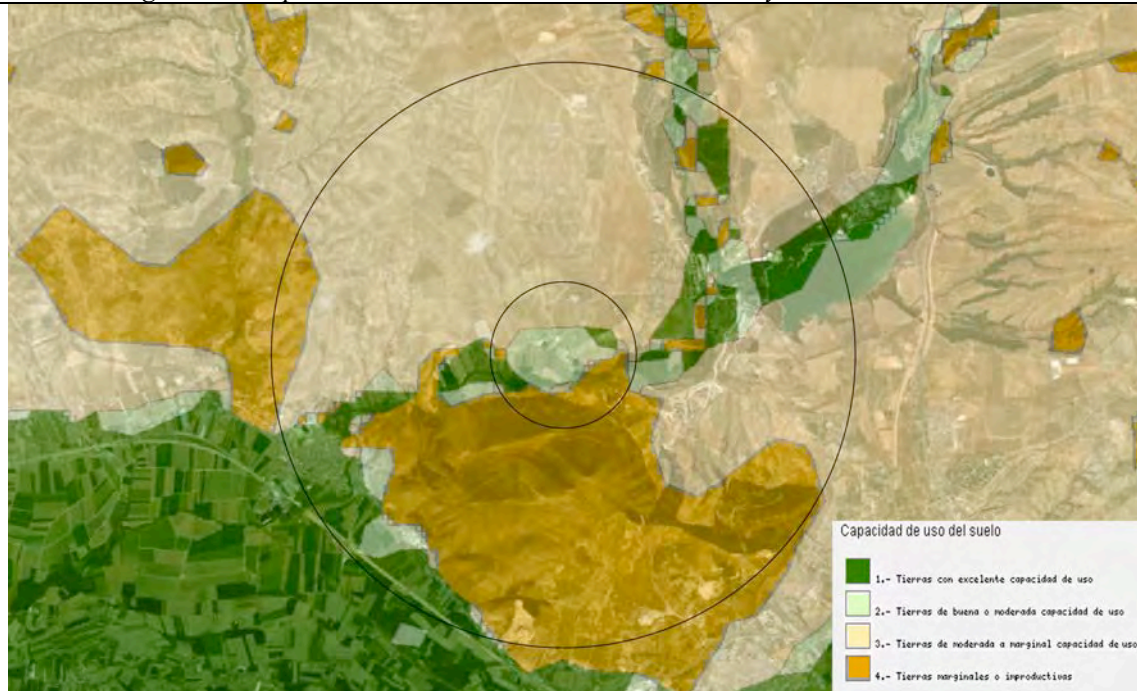 Capacidad de uso del suelo
1.- Tierras con excelente capacidad de uso
2.- Tierras de buena o moderada capacidad de uso
3.- Tierras de moderada a marginal capacidad de uso
4.- Tierras marginales o improductivas